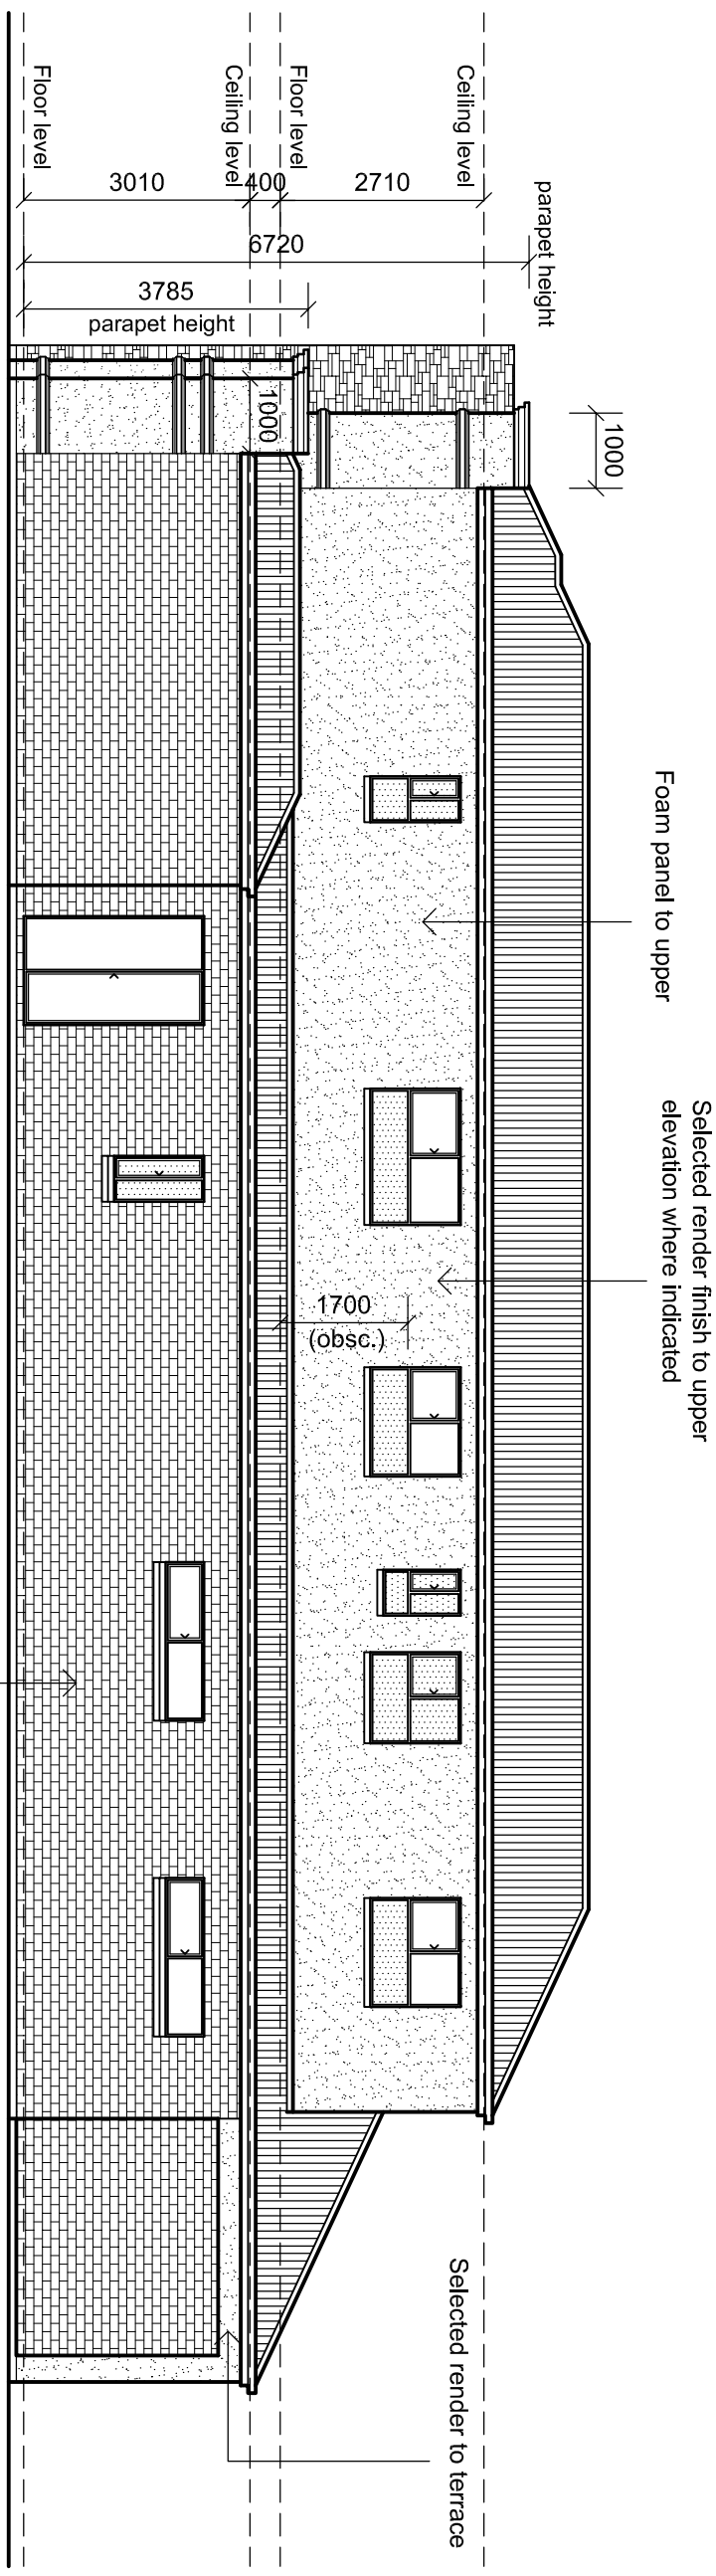 Selected render finish to upper
elevation where indicated
Foam panel to upper
parapet height
1000
Ceiling level
2710
Selected render to terrace
6720
Floor level
400
1700
(obsc.)
1000
Ceiling level
3010
3785
parapet height
Floor level